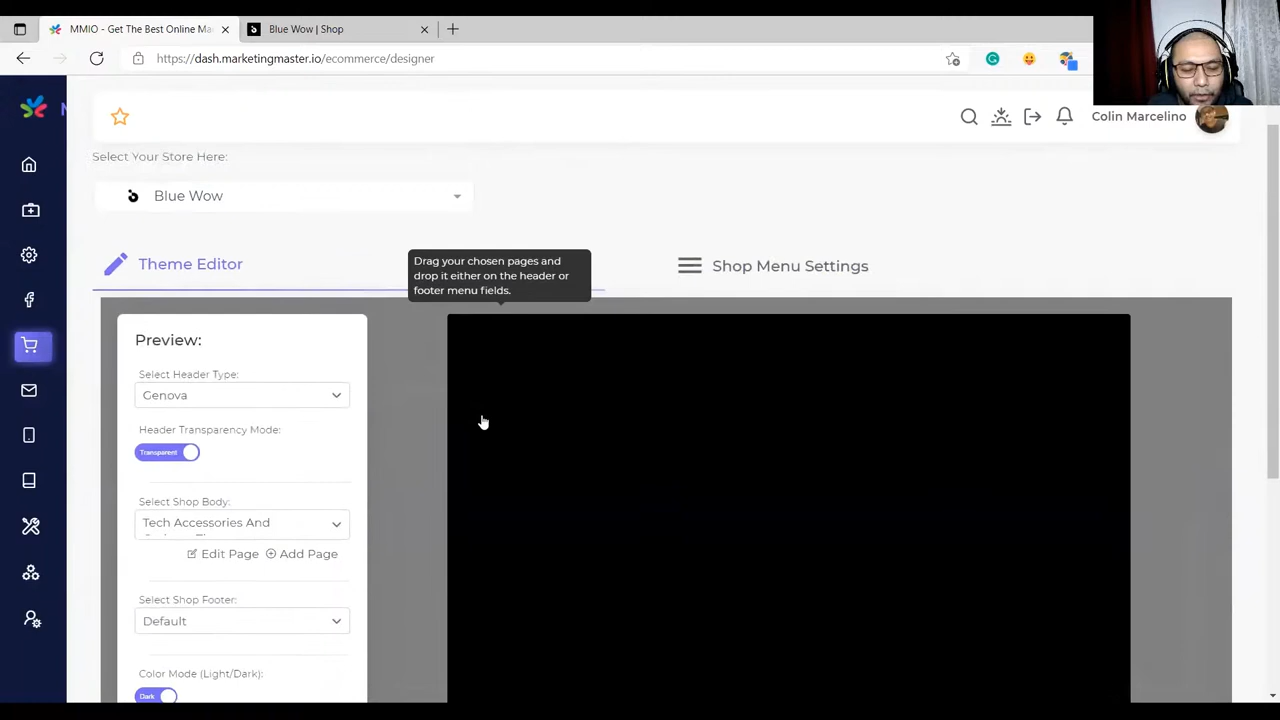 MMIO - Get The Best Online Ma
Blue Wow | Shop
https://dash.marketingmaster.io/ecommerce/designer
Colin Marcelino
Select Your Store Here:
Blue Wow
Theme Editor
Drag your chosen pages and
drop it either on the header or
footer menu fields.
Shop Menu Settings
Preview:
Select Header Type:
Genova
Header Transparency Mode:
Transparent
Select Shop Body:
Tech Accessories And
Edit Page
Add Page
Select Shop Footer:
Default
Color Mode (Light/Dark):
Dark